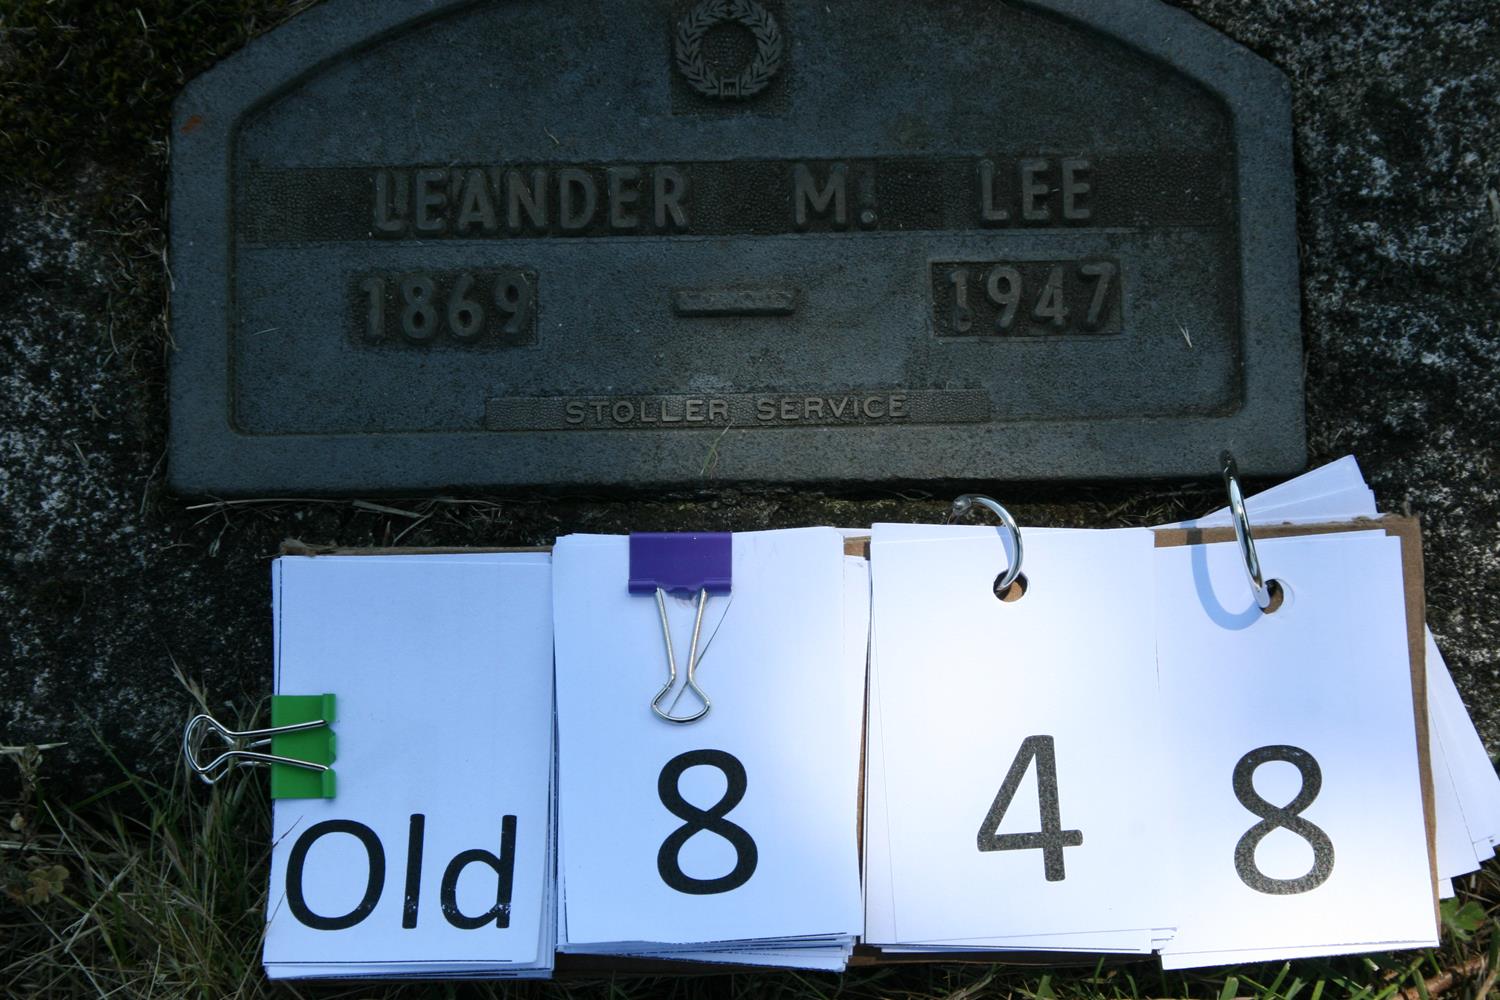 LEANDER M. LEE
1869 — 1947
STOLLER SERVICE
Old 8 4 8